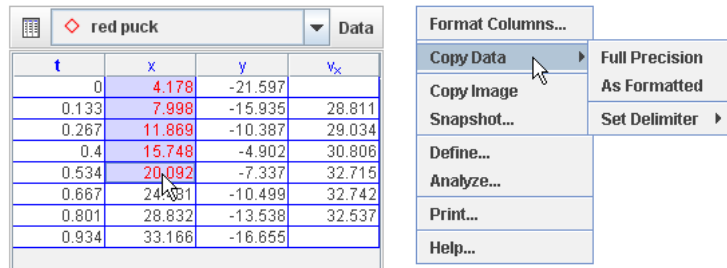 red puck Data
t x y vx
0 4.178 -21.597
0.133 7.998 -15.935 28.811
0.267 11.869 -10.387 29.034
0.4 15.748 -4.902 30.806
0.534 20.092 -7.337 32.715
0.667 -10.499 32.742
0.801 28.832 -13.538 32.537
0.934 33.166 -16.655
Format Columns...
Copy Data
Copy Image
Snapshot...
Define...
Analyze...
Print...
Help...
Full Precision
As Formatted
Set Delimiter